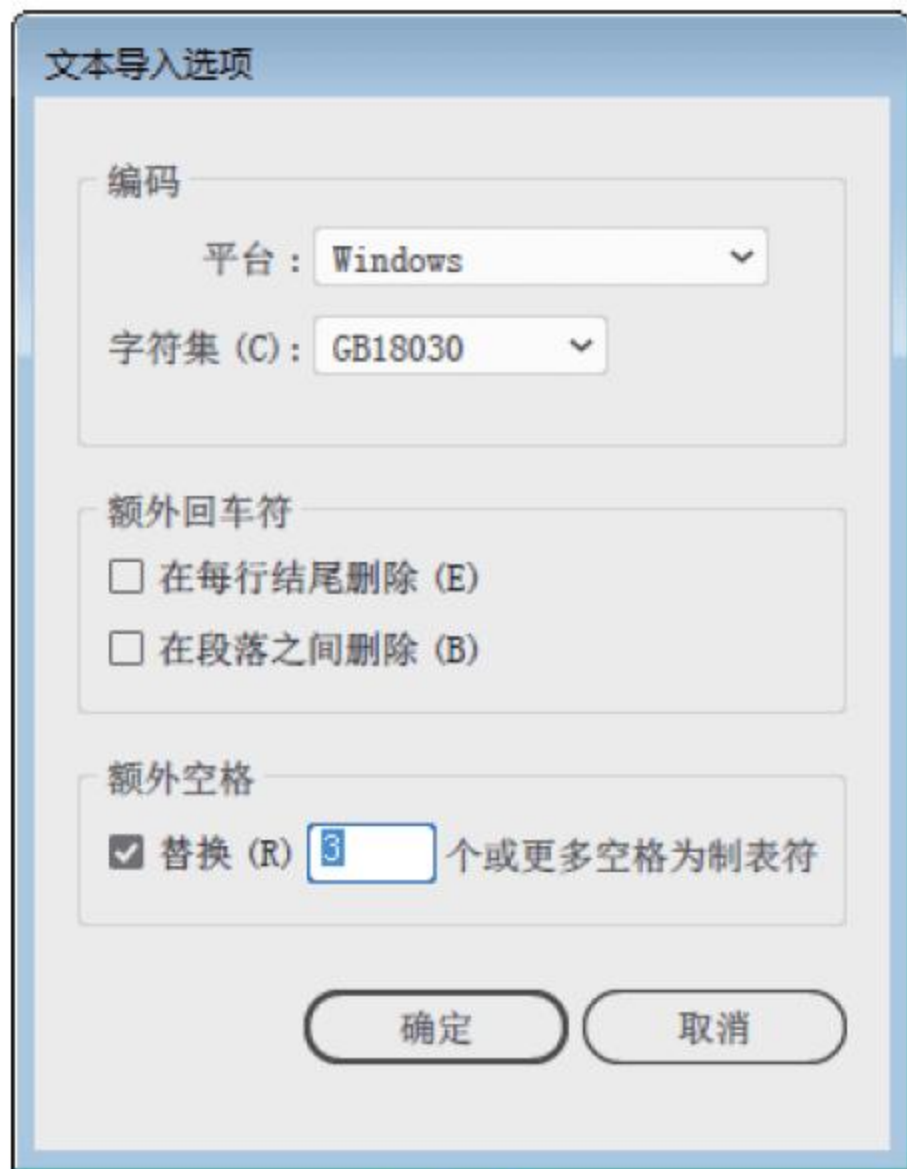 文本导入选项
编码
平台： Windows
字符集 (C)： GB18030
额外回车符
在每行结尾删除 (E)
在段落之间删除 (B)
额外空格
替换 (R) 3 个或更多空格为制表符
确定 取消